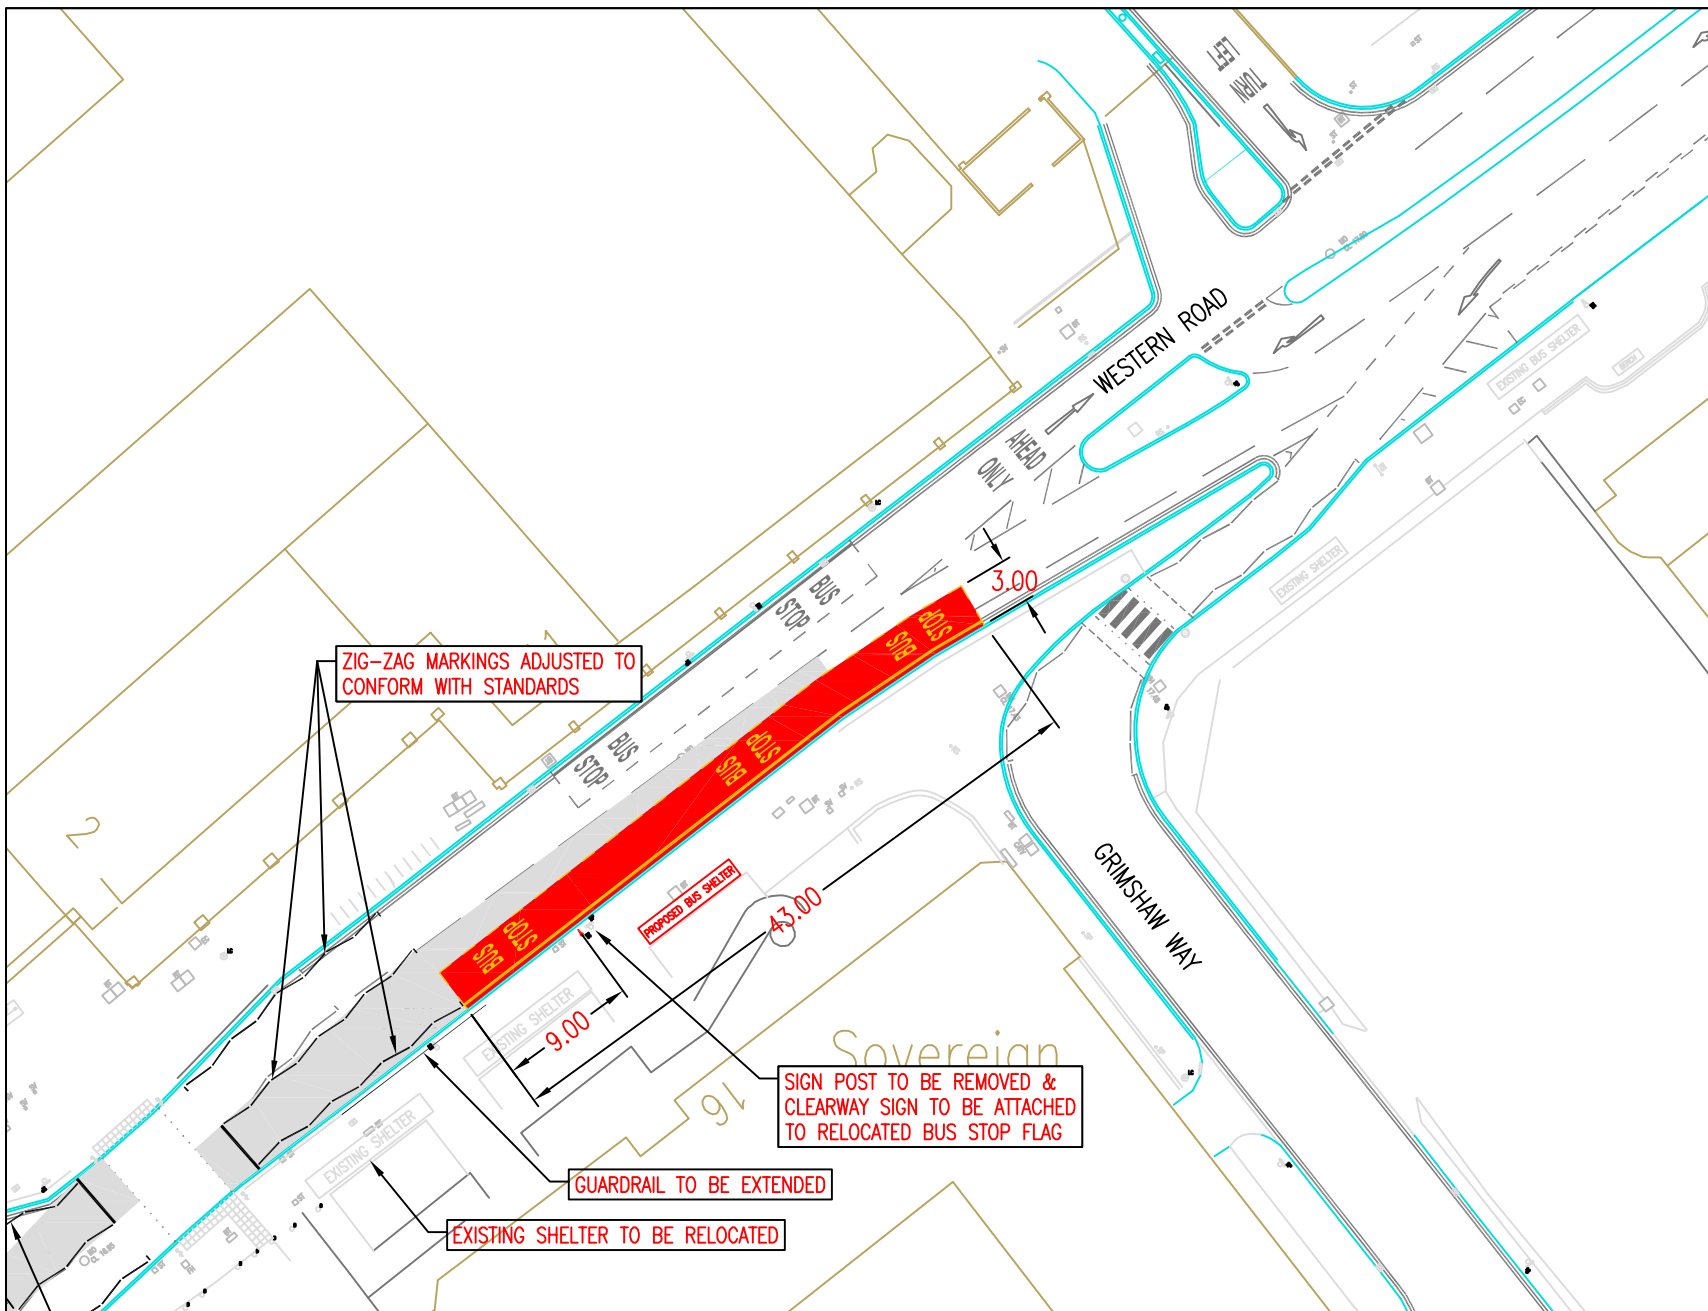 LEFT
TURN
WESTERN ROAD
EXISTING BUS SHELTER
BENCH
AHEAD
ONLY
EXISTING SHELTER
3.00
BUS
STOP
BUS
STOP
ZIG-ZAG MARKINGS ADJUSTED TO
CONFORM WITH STANDARDS
BUS
STOP
BUS
STOP
2
PROPOSED BUS SHELTER
43.00
GRIMSHAW WAY
BUS
STOP
EXISTING SHELTER
9.00
Sovereign
16
SIGN POST TO BE REMOVED &
CLEARWAY SIGN TO BE ATTACHED
TO RELOCATED BUS STOP FLAG
EXISTING SHELTER
GUARDRAIL TO BE EXTENDED
EXISTING SHELTER TO BE RELOCATED